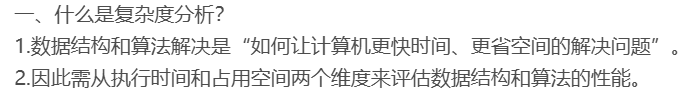 一、什么是复杂度分析？
1.数据结构和算法解决是“如何让计算机更快时间、更省空间的解决问题”。
2.因此需从执行时间和占用空间两个维度来评估数据结构和算法的性能。